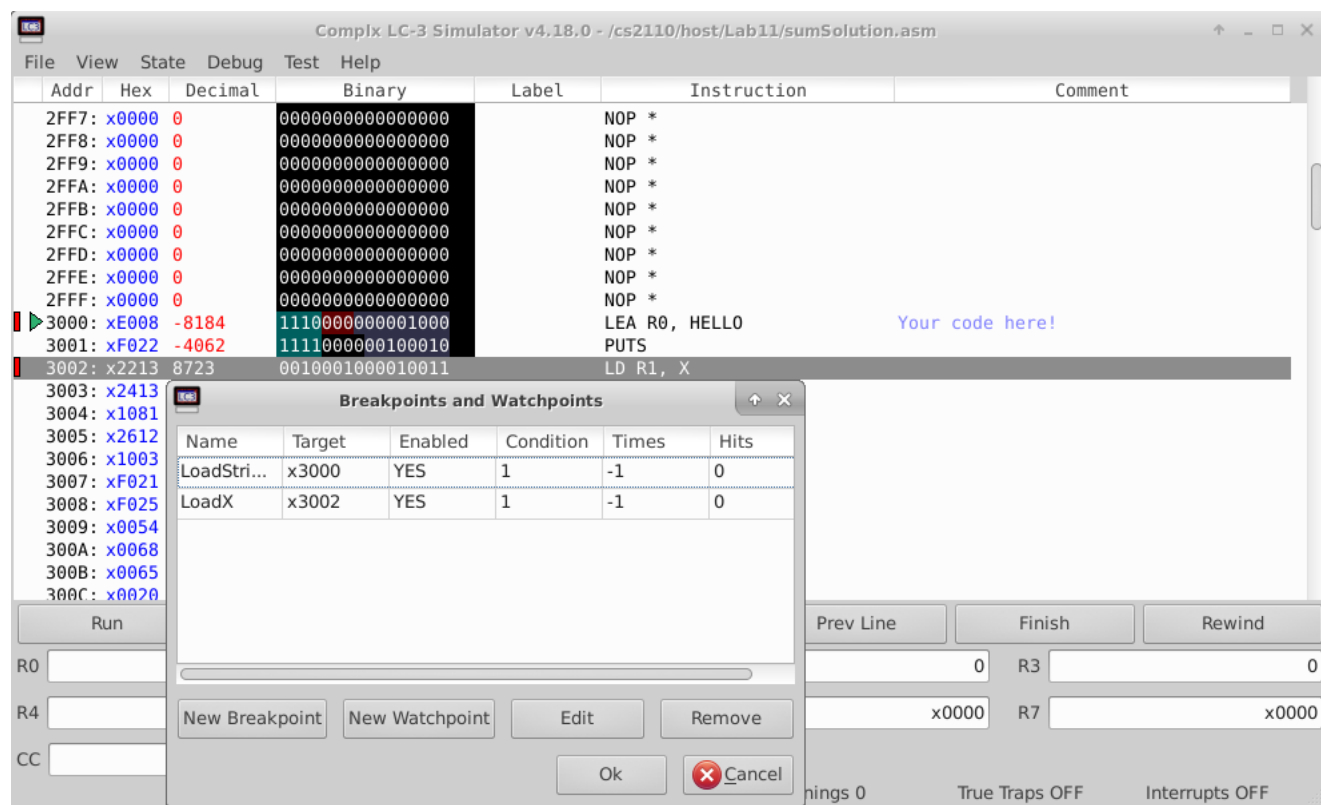 LC3 Complx LC-3 Simulator v4.18.0 - /cs2110/host/Lab11/sumSolution.asm
File View State Debug Test Help
Addr Hex Decimal Binary Label Instruction Comment
2FF7: x0000 0 0000000000000000 NOP *
2FF8: x0000 0 0000000000000000 NOP *
2FF9: x0000 0 0000000000000000 NOP *
2FFA: x0000 0 0000000000000000 NOP *
2FFB: x0000 0 0000000000000000 NOP *
2FFC: x0000 0 0000000000000000 NOP *
2FFD: x0000 0 0000000000000000 NOP *
2FFE: x0000 0 0000000000000000 NOP *
2FFF: x0000 0 0000000000000000 NOP *
3000: xE008 -8184 1110000000001000 LEA R0, HELLO Your code here!
3001: xF022 -4062 1111000000100010 PUTS
3002: x2213 8723 0010001000010011 LD R1, X
3003: x2413
3004: x1081
3005: x2612
3006: x1003
3007: xF021
3008: xF025
3009: x0054
300A: x0068
300B: x0065
300C: x0020
LC3 Breakpoints and Watchpoints
Name Target Enabled Condition Times Hits
LoadStri... x3000 YES 1 -1 0
LoadX x3002 YES 1 -1 0
New Breakpoint New Watchpoint Edit Remove
Ok Cancel
Run Prev Line Finish Rewind
R0 0 R3 0
R4 x0000 R7 x0000
CC
nings 0 True Traps OFF Interrupts OFF